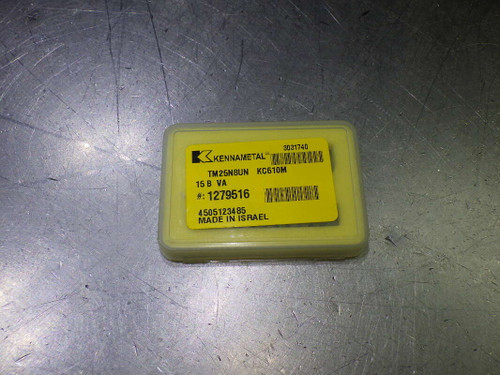 KENNAMETAL 3031740
TM25N8UN KC610M
15 B VA
#: 1279516
4505123485
MADE IN ISRAEL